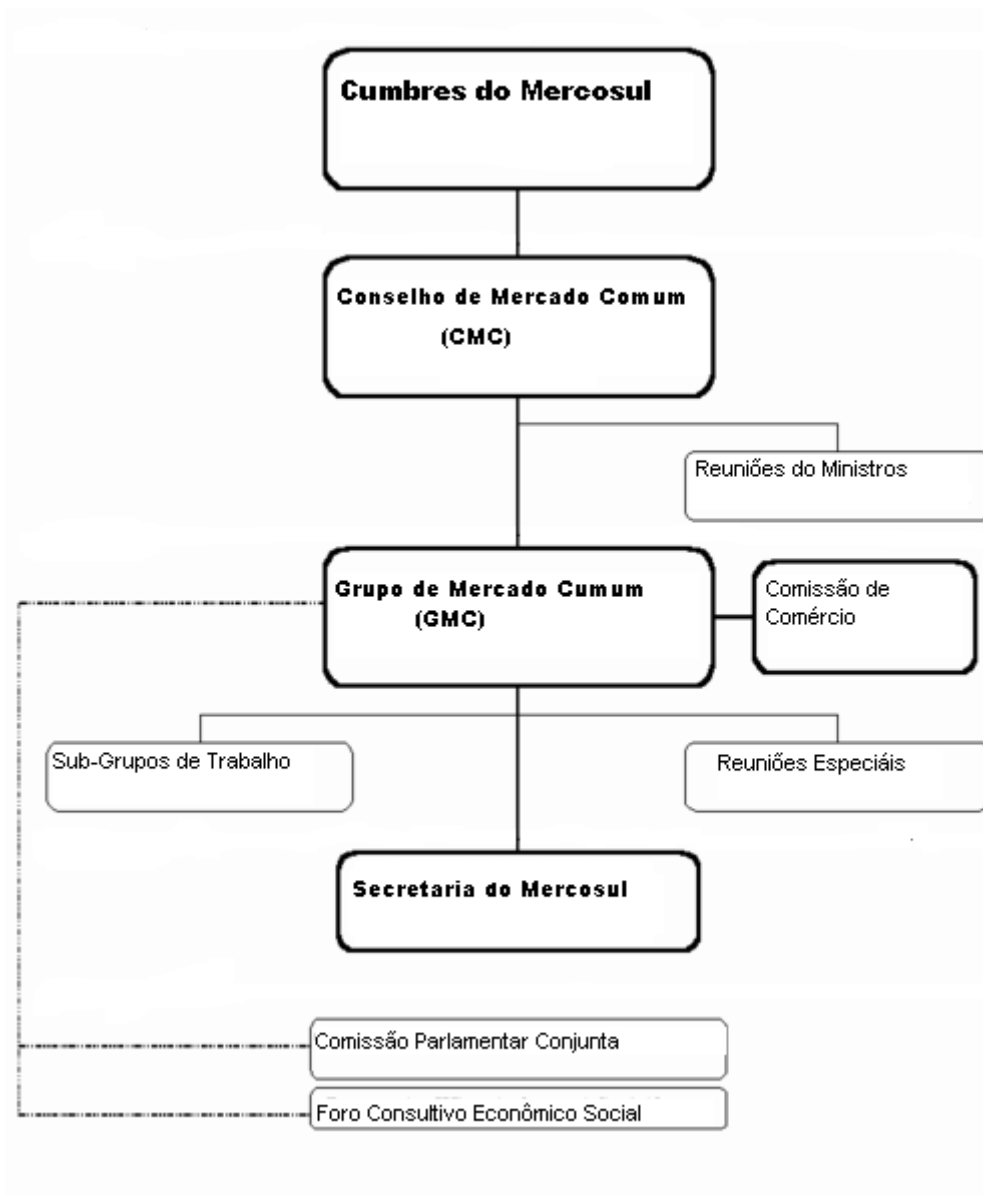 Cumbres do Mercosul
Conselho de Mercado Comum
(CMC)
Reuniões do Ministros
Grupo de Mercado Cumum
(GMC)
Comissão de
Comércio
Sub-Grupos de Trabalho
Reuniões Especiáis
Secretaria do Mercosul
Comissão Parlamentar Conjunta
Foro Consultivo Econômico Social